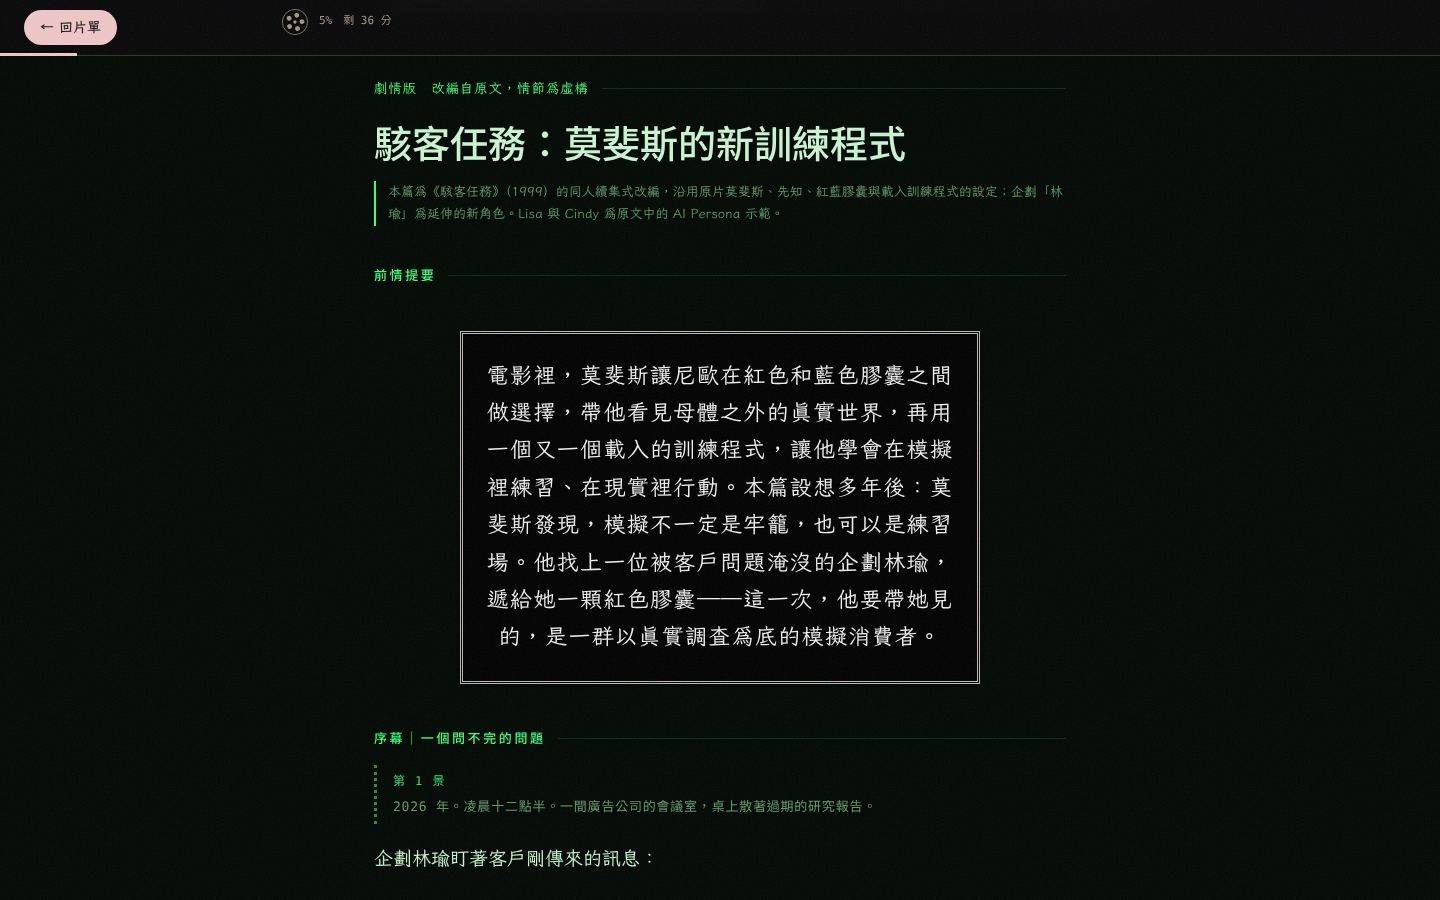 ← 回片單
5% 剩 36 分
劇情版 改編自原文，情節為虛構
駭客任務：莫斐斯的新訓練程式
本篇為《駭客任務》（1999）的同人續集式改編，沿用原片莫斐斯、先知、紅藍膠囊與載入訓練程式的設定；企劃「林
瑜」為延伸的新角色。Lisa 與 Cindy 為原文中的 AI Persona 示範。
前情提要
電影裡，莫斐斯讓尼歐在紅色和藍色膠囊之間
做選擇，帶他看見母體之外的真實世界，再用
一個又一個載入的訓練程式，讓他學會在模擬
裡練習、在現實裡行動。本篇設想多年後：莫
斐斯發現，模擬不一定是牢籠，也可以是練習
場。他找上一位被客戶問題淹沒的企劃林瑜，
遞給她一顆紅色膠囊——這一次，他要帶她見
的，是一群以真實調查為底的模擬消費者。
序幕｜一個問不完的問題
第 1 景
2026 年。凌晨十二點半。一間廣告公司的會議室，桌上散著過期的研究報告。
企劃林瑜盯著客戶剛傳來的訊息：